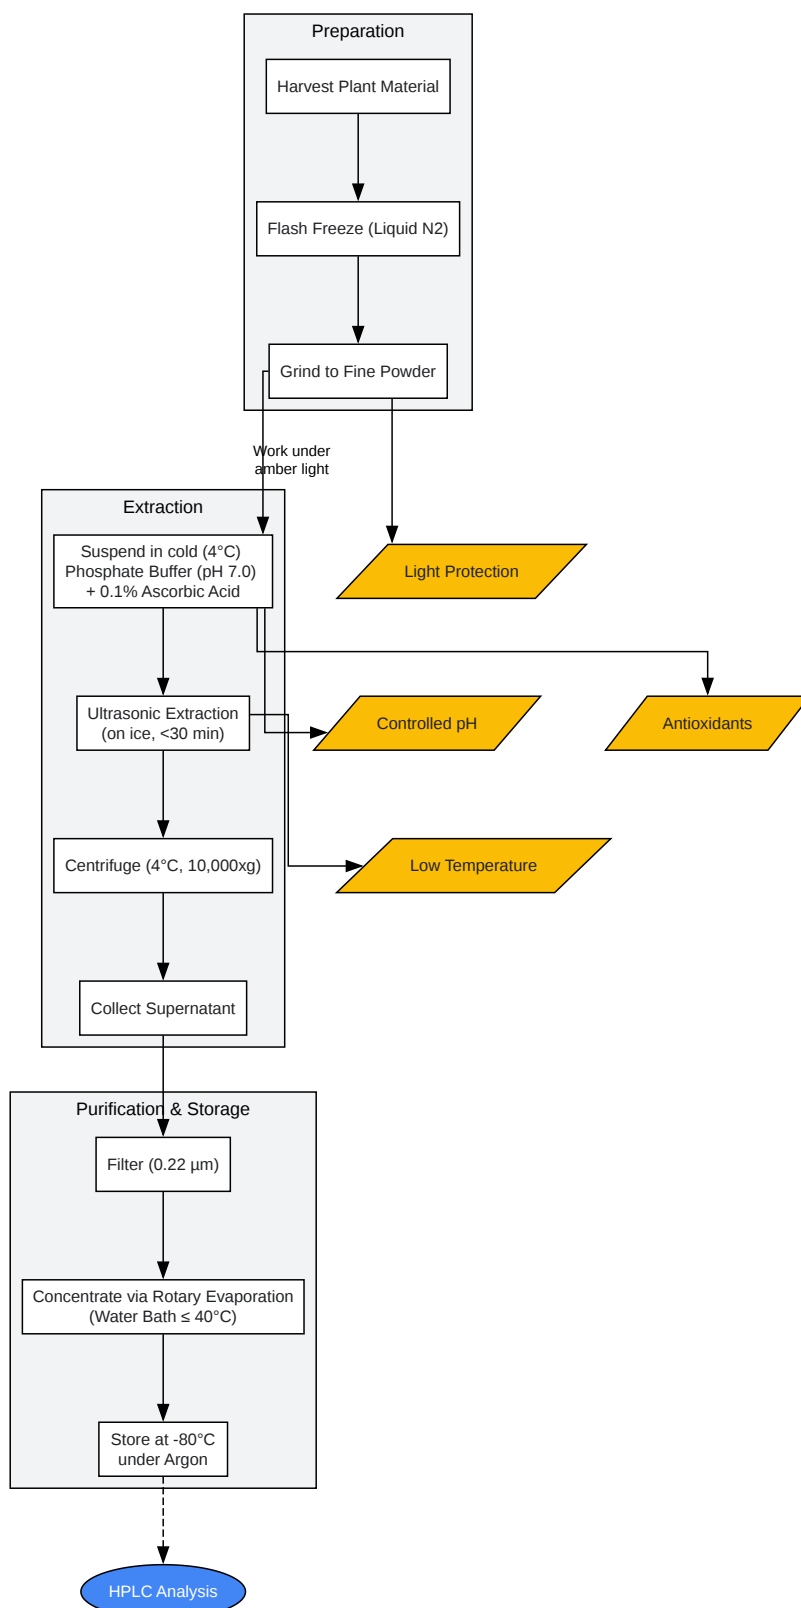 Preparation
Harvest Plant Material
Flash Freeze (Liquid N2)
Grind to Fine Powder
Work under
amber light
Extraction
Suspend in cold (4°C)
Phosphate Buffer (pH 7.0)
+ 0.1% Ascorbic Acid
Light Protection
Ultrasonic Extraction
(on ice, <30 min)
Controlled pH
Antioxidants
Centrifuge (4°C, 10,000xg)
Low Temperature
Collect Supernatant
Purification & Storage
Filter (0.22 µm)
Concentrate via Rotary Evaporation
(Water Bath ≤ 40°C)
Store at -80°C
under Argon
HPLC Analysis